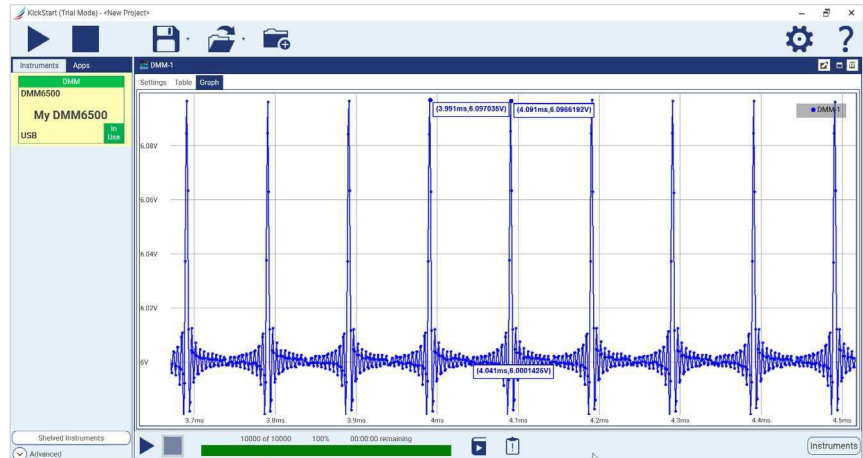 KickStart (Trial Mode) - <New Project>
Instruments Apps
DMM
DMM6500
My DMM6500
USB
In
Use
DMM-1
Settings Table Graph
(3.991ms,6.097035V) (4.091ms,6.0966192V)
DMM-1
6.08V
6.06V
6.04V
6.02V
6V
(4.041ms,6.0001426V)
3.7ms 3.8ms 3.9ms 4ms 4.1ms 4.2ms 4.3ms 4.4ms 4.5ms
Shelved Instruments
Advanced
10000 of 10000 100% 00:00:00 remaining
Instruments